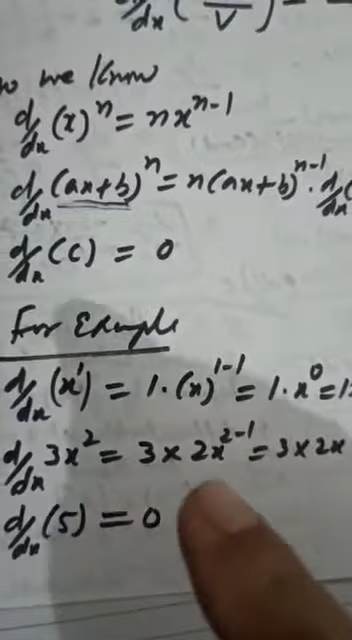 d/dx ( /V) =
we know
d/dx (x)^n = nx^{n-1}
d/dx (ax+b)^n = n(ax+b)^{n-1} . d/dx(
d/dx (c) = 0
For Example
d/dx (x^1) = 1.(x)^{1-1} = 1.x^0 = 1
d/dx 3x^2 = 3 × 2x^{2-1} = 3×2x
d/dx (5) = 0